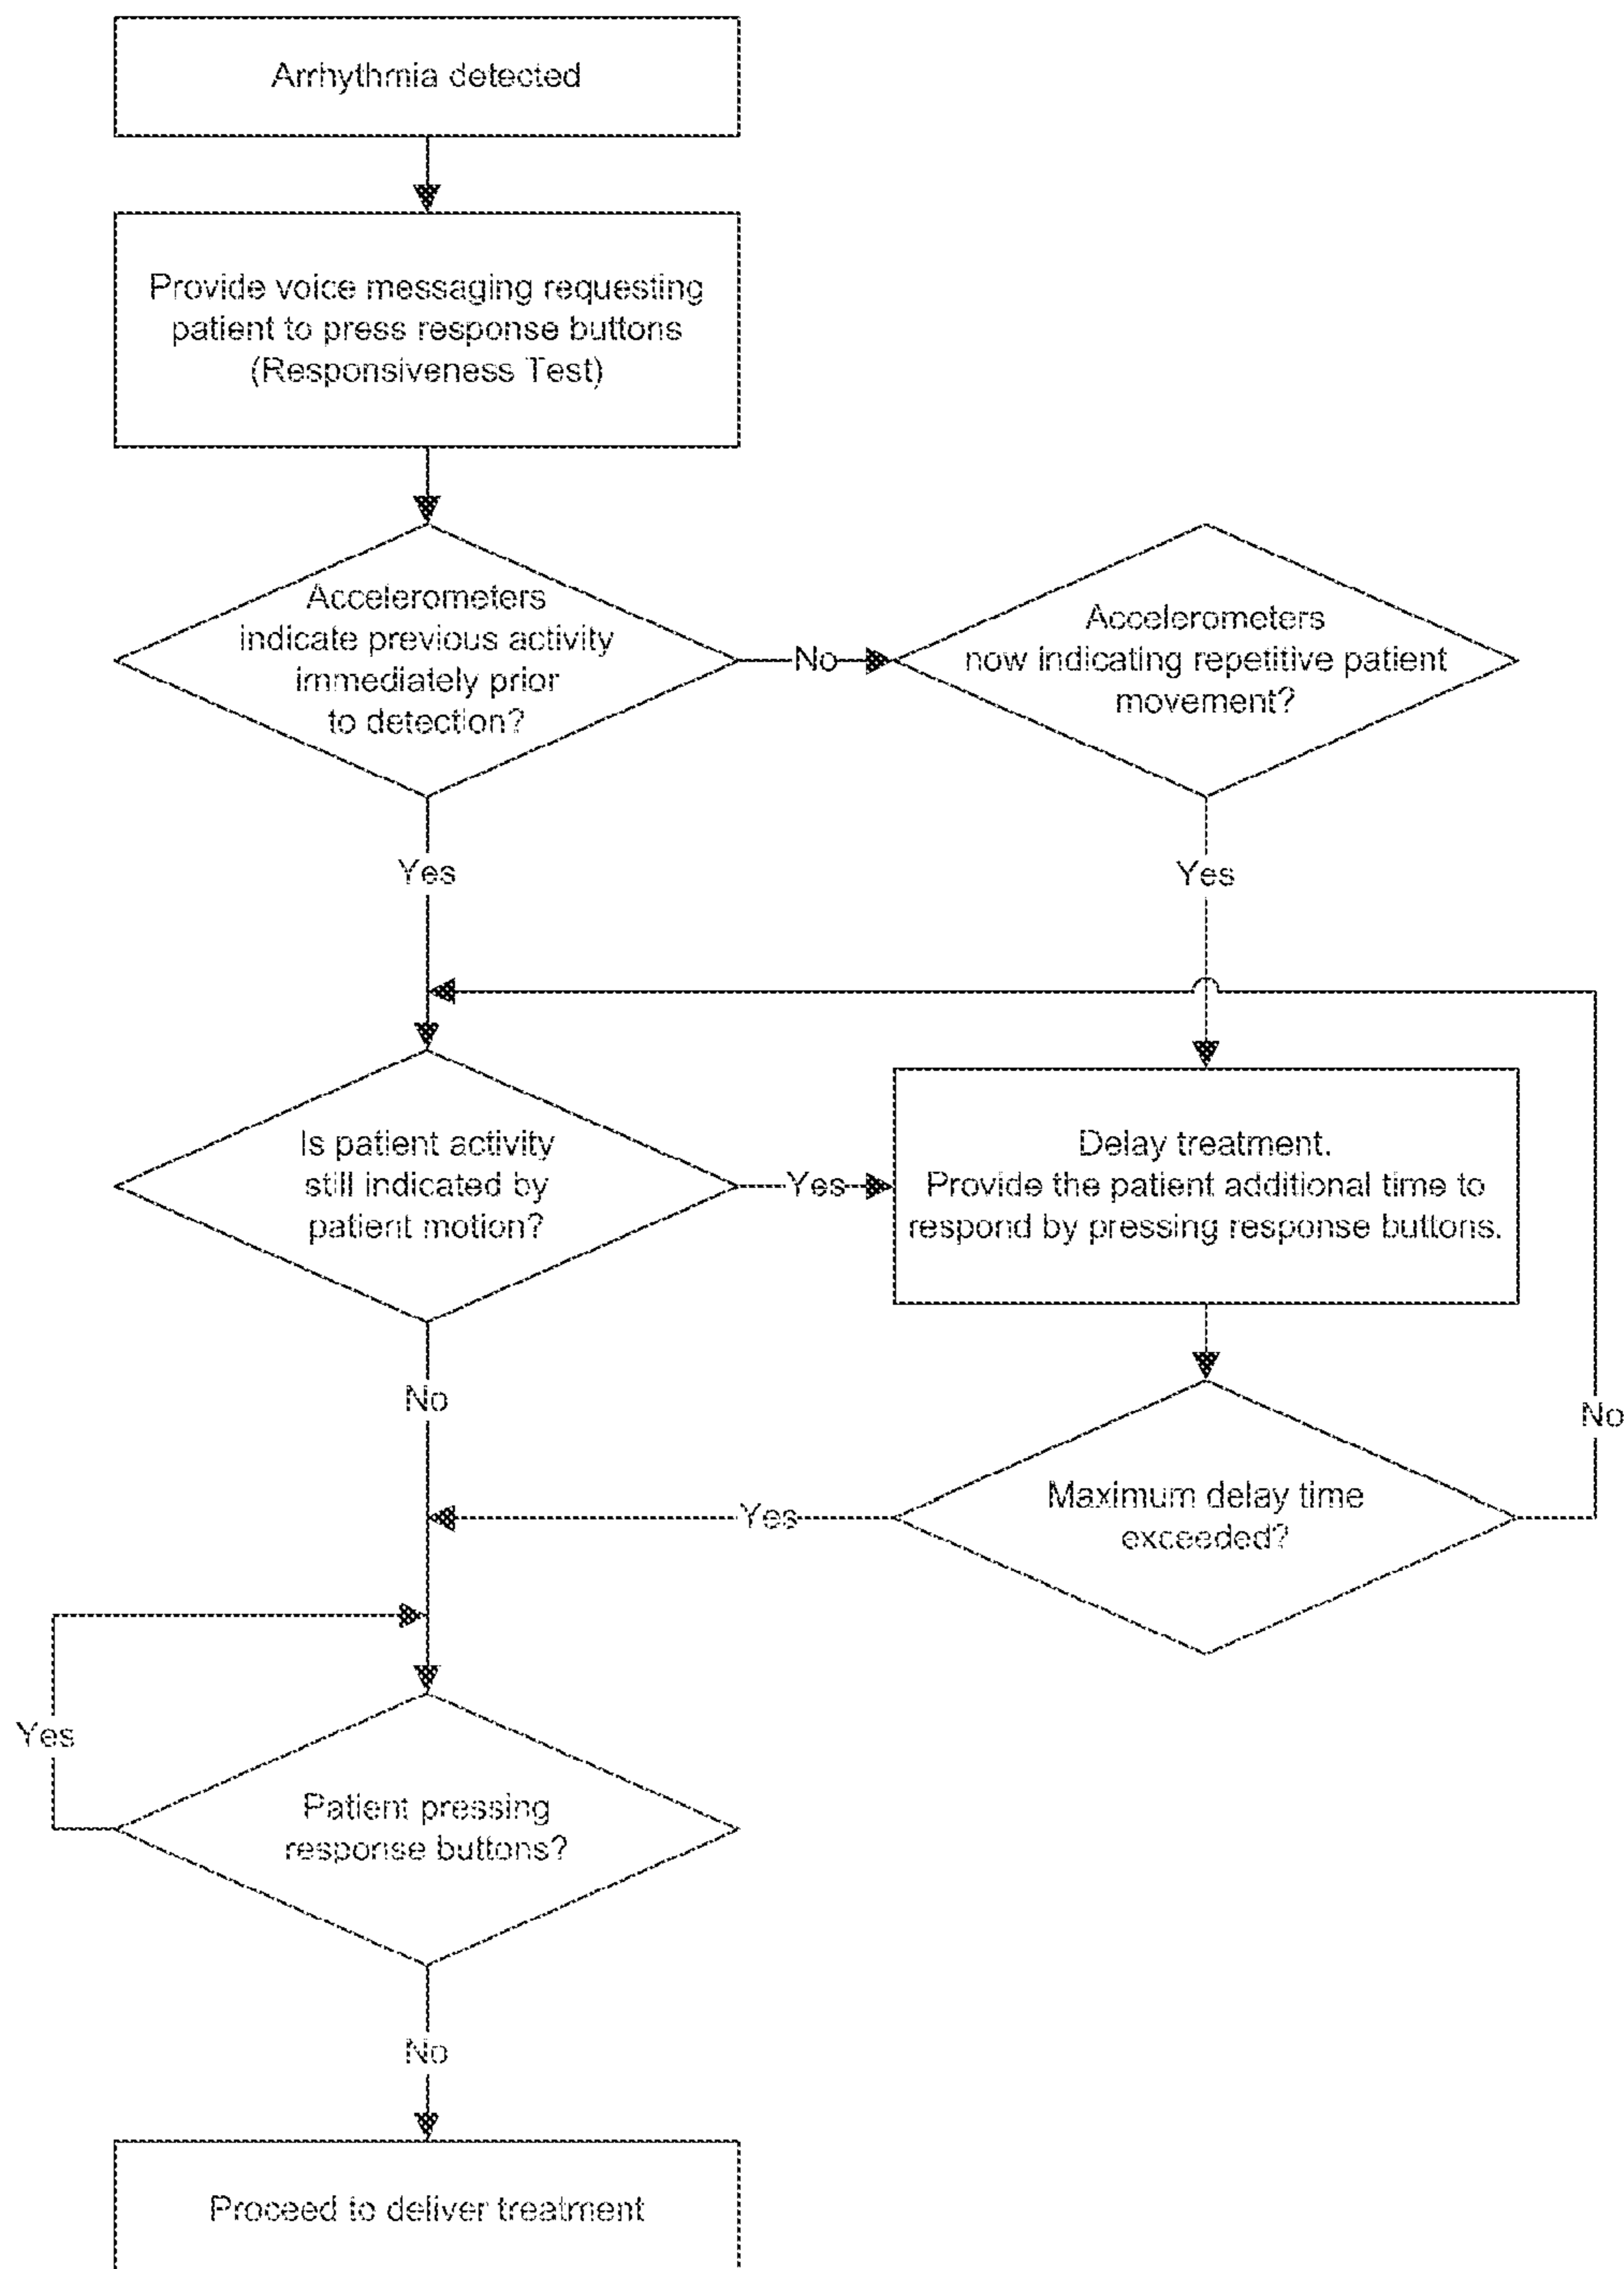 Arrhythmia detected
Provide voice messaging requesting
patient to press response buttons
(Responsiveness Test)
Accelerometers
indicate previous activity
immediately prior
to detection?
No
Accelerometers
now indicating repetitive patient
movement?
Yes
Yes
Is patient activity
still indicated by
patient motion?
Yes
Delay treatment.
Provide the patient additional time to
respond by pressing response buttons.
No
No
Maximum delay time
exceeded?
Yes
Yes
Patient pressing
response buttons?
No
Proceed to deliver treatment